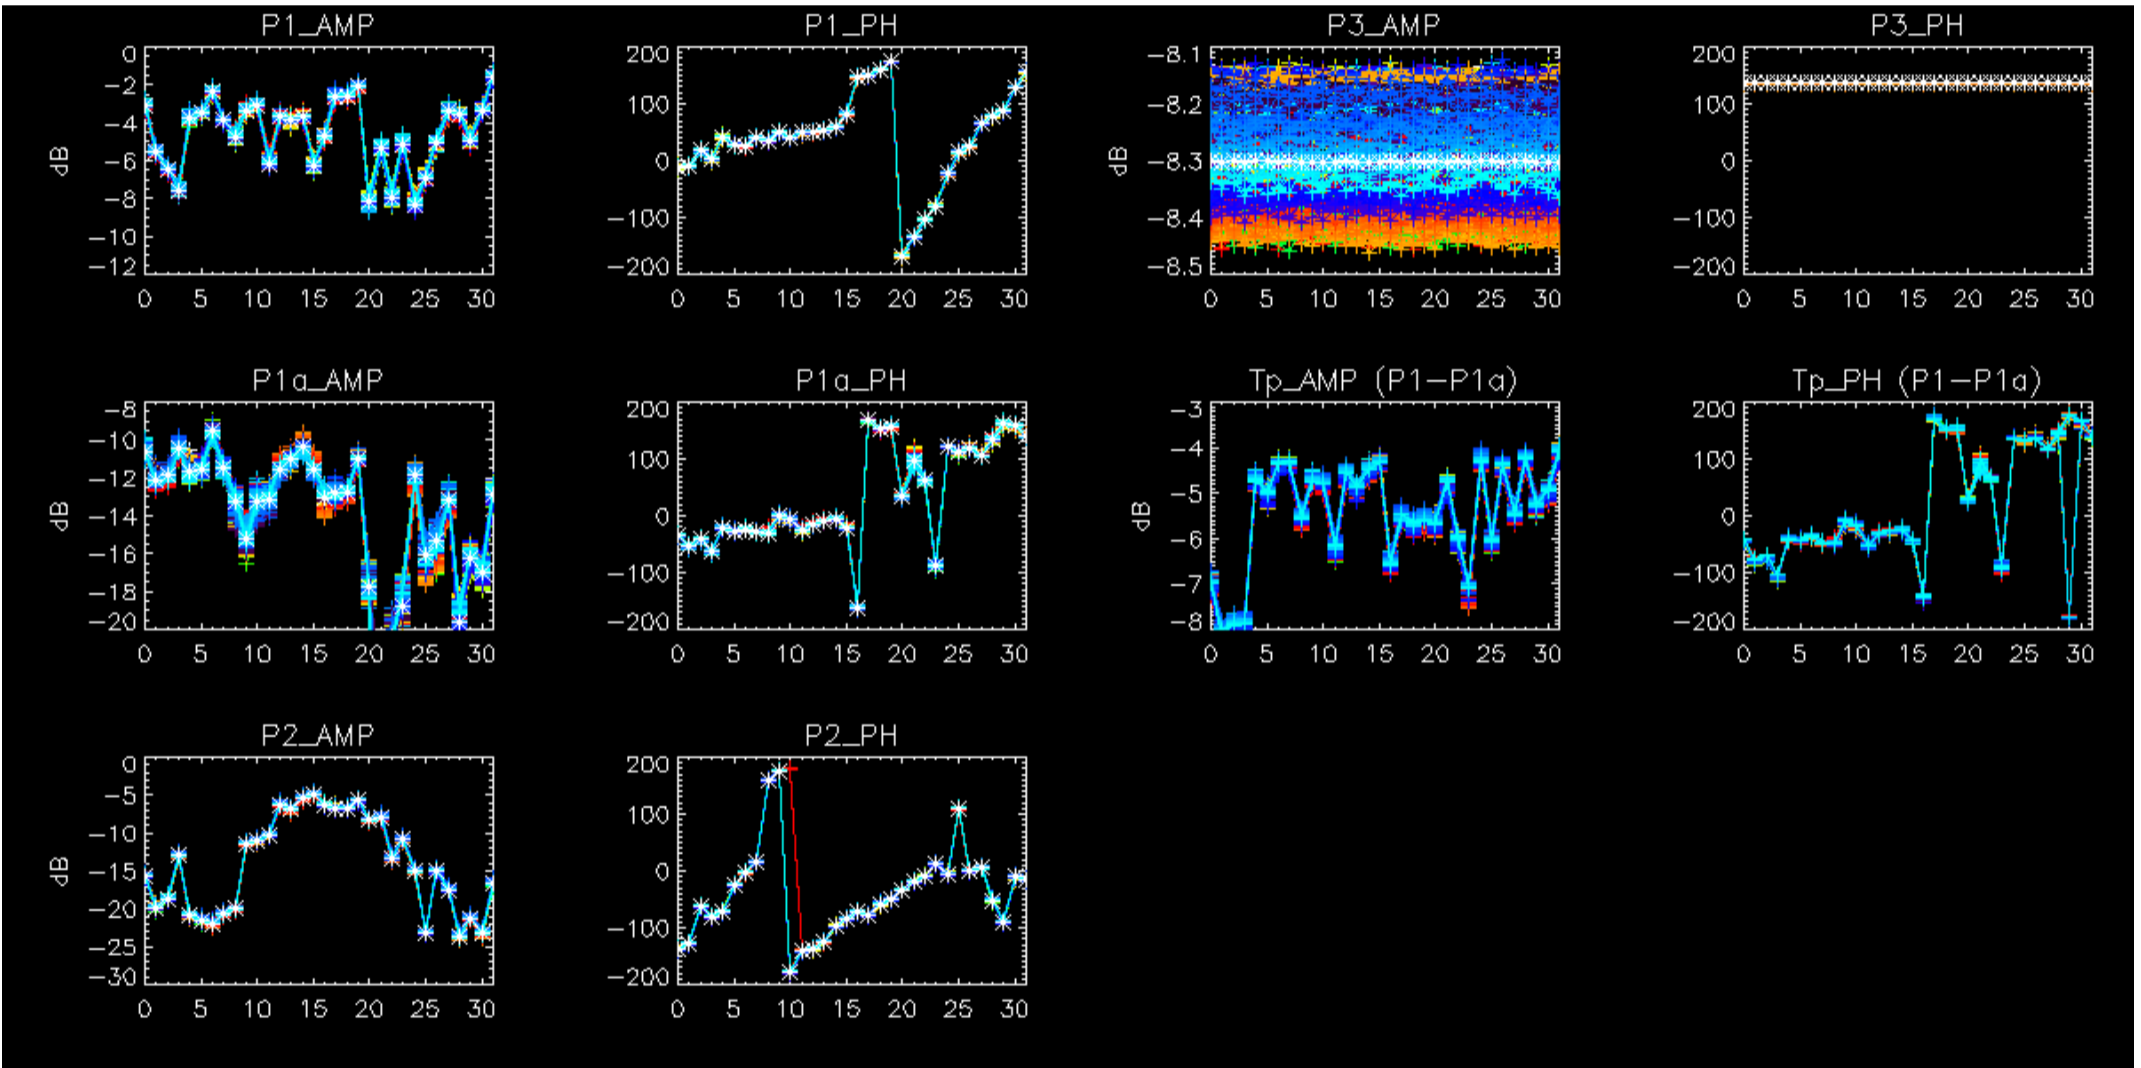 P1_AMP
0
−2
−4
−6
−8
−10
−12
dB
0 5 10 15 20 25 30
P1_PH
200
100
0
−100
−200
0 5 10 15 20 25 30
P3_AMP
−8.1
−8.2
−8.3
−8.4
−8.5
dB
0 5 10 15 20 25 30
P3_PH
200
100
0
−100
−200
0 5 10 15 20 25 30
P1a_AMP
−8
−10
−12
−14
−16
−18
−20
dB
0 5 10 15 20 25 30
P1a_PH
200
100
0
−100
−200
0 5 10 15 20 25 30
Tp_AMP (P1−P1a)
−3
−4
−5
−6
−7
−8
dB
0 5 10 15 20 25 30
Tp_PH (P1−P1a)
200
100
0
−100
−200
0 5 10 15 20 25 30
P2_AMP
0
−5
−10
−15
−20
−25
−30
dB
0 5 10 15 20 25 30
P2_PH
200
100
0
−100
−200
0 5 10 15 20 25 30